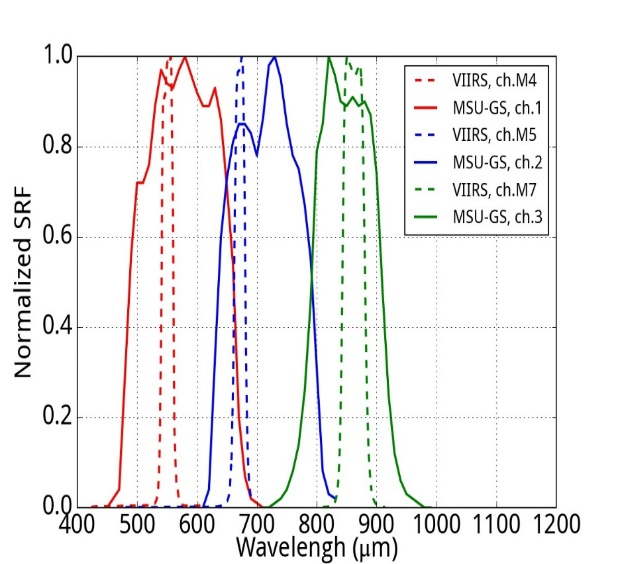 1.0
0.8
0.6
0.4
0.2
0.0
Normalized SRF
VIIRS, ch.M4
MSU-GS, ch.1
VIIRS, ch.M5
MSU-GS, ch.2
VIIRS, ch.M7
MSU-GS, ch.3
400 500 600 700 800 900 1000 1100 1200
Wavelengh (μm)